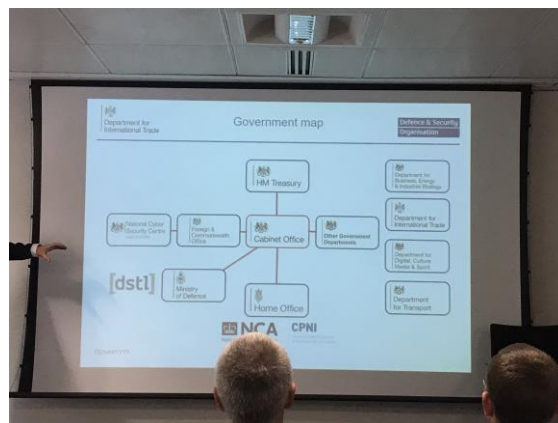 Department for
International Trade
Government map
Defence & Security
Organisation
HM Treasury
Department for
Business, Energy
& Industrial Strategy
National Cyber
Security Centre
Foreign &
Commonwealth
Office
Cabinet Office
Other Government
Departments
Department for
International Trade
[dstl]
Ministry
of Defence
Home Office
Department for
Digital, Culture
Media & Sport
Department
for Transport
NCA
CPNI